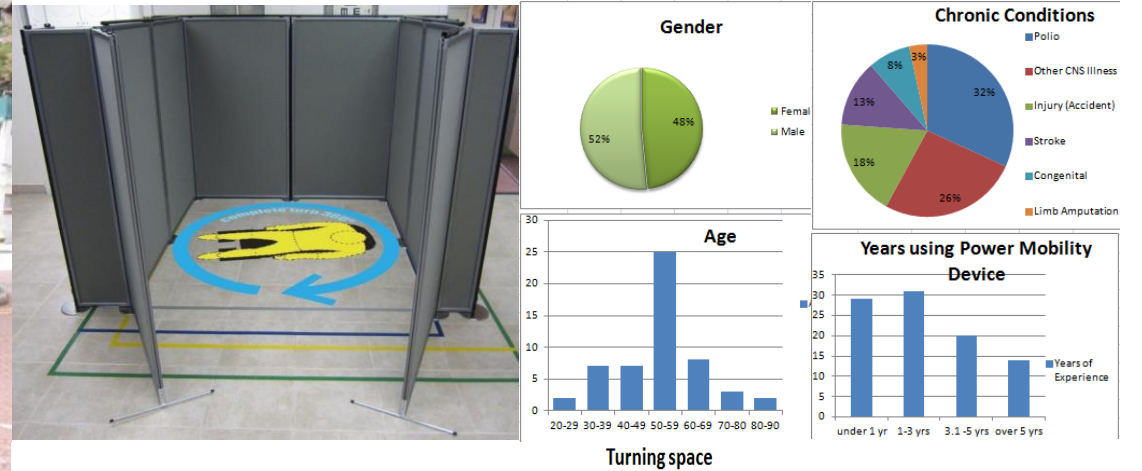 Complete turn 360°
Gender
48%
52%
Femal
Male
Chronic Conditions
32%
26%
18%
13%
8%
3%
Polio
Other CNS Illness
Injury (Accident)
Stroke
Congenital
Limb Amputation
Age
30
25
20
15
10
5
0
20-29 30-39 40-49 50-59 60-69 70-80 80-90
Years using Power Mobility
Device
35
30
25
20
15
10
5
0
under 1 yr 1-3 yrs 3.1 -5 yrs over 5 yrs
Years of
Experience
Turning space